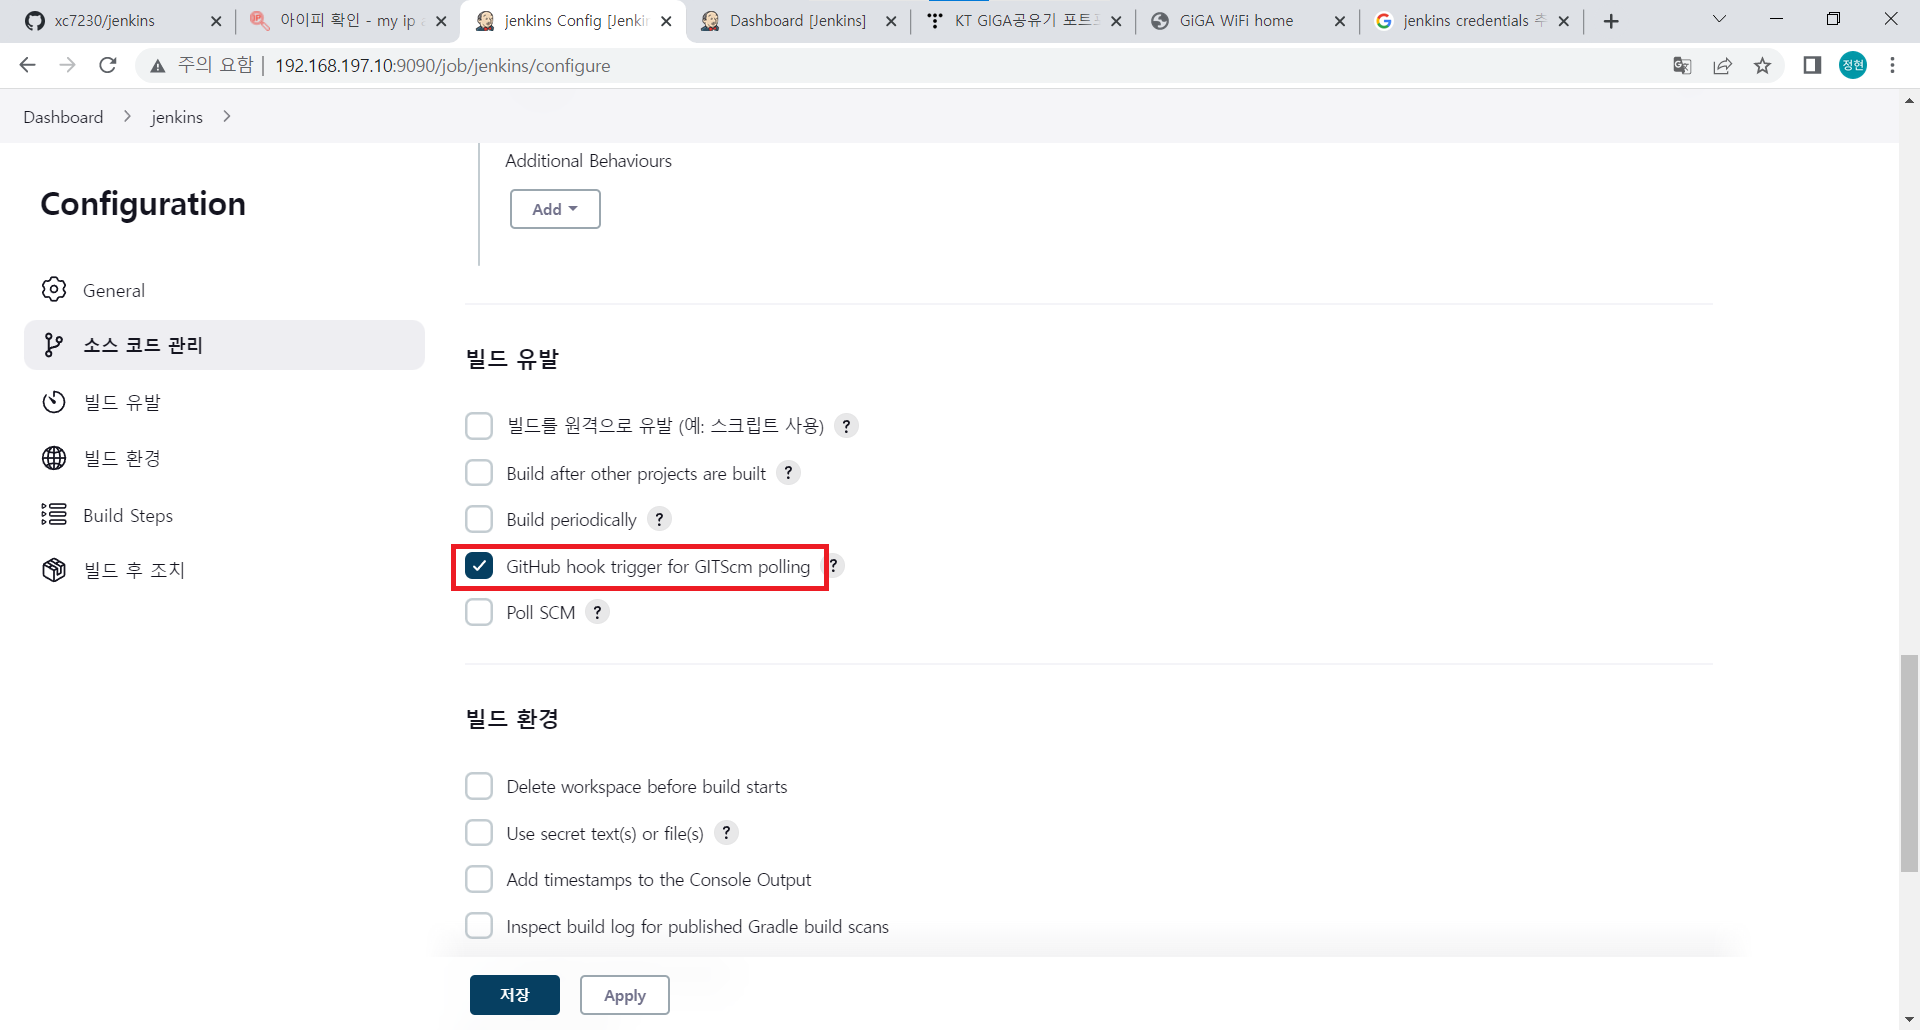 xc7230/jenkins
아이피 확인 - my ip a
jenkins Config [Jenkin
Dashboard [Jenkins]
KT GIGA공유기 포트포
GiGA WiFi home
jenkins credentials 추
주의 요함 | 192.168.197.10:9090/job/jenkins/configure
정현
Dashboard > jenkins >
Configuration
General
소스 코드 관리
빌드 유발
빌드 환경
Build Steps
빌드 후 조치
Additional Behaviours
Add
빌드 유발
빌드를 원격으로 유발 (예: 스크립트 사용) ?
Build after other projects are built ?
Build periodically ?
GitHub hook trigger for GITScm polling ?
Poll SCM ?
빌드 환경
Delete workspace before build starts
Use secret text(s) or file(s) ?
Add timestamps to the Console Output
Inspect build log for published Gradle build scans
저장
Apply